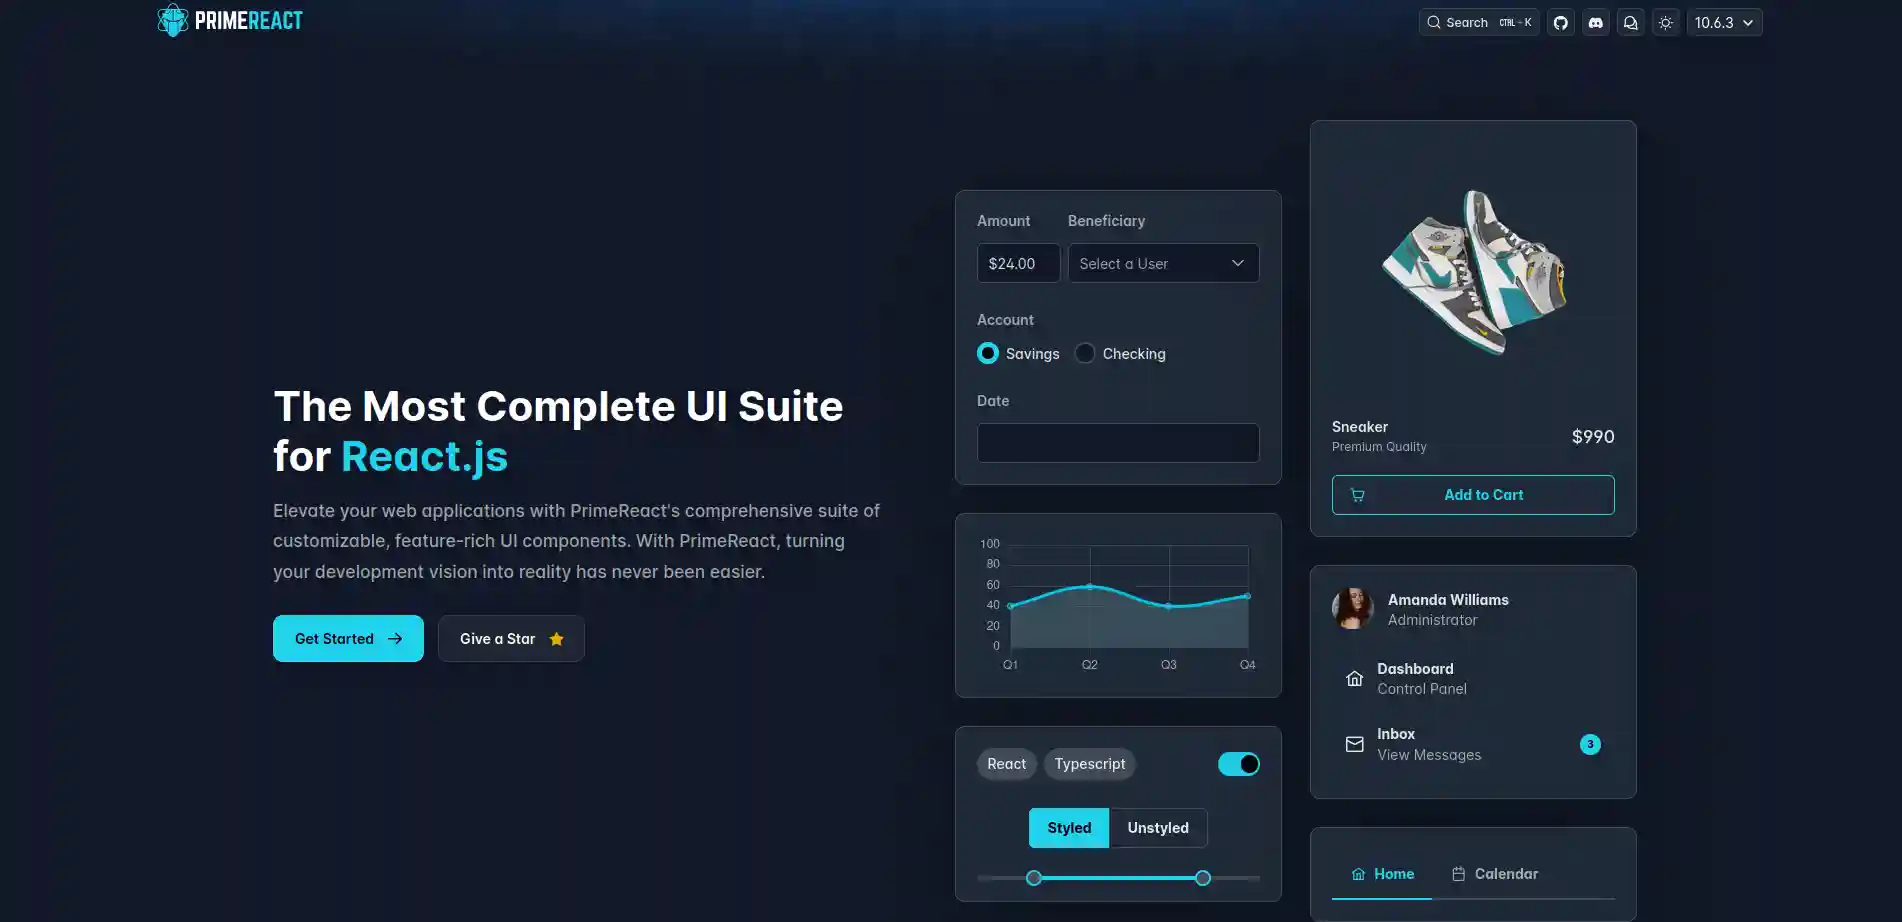 PRIMEREACT
Search CTRL + K
10.6.3
The Most Complete UI Suite
for React.js
Elevate your web applications with PrimeReact's comprehensive suite of
customizable, feature-rich UI components. With PrimeReact, turning
your development vision into reality has never been easier.
Get Started
Give a Star
Amount Beneficiary
$24.00 Select a User
Account
Savings Checking
Date
100
80
60
40
20
0
Q1 Q2 Q3 Q4
React Typescript
Styled Unstyled
Sneaker
Premium Quality
$990
Add to Cart
Amanda Williams
Administrator
Dashboard
Control Panel
Inbox
View Messages
3
Home Calendar